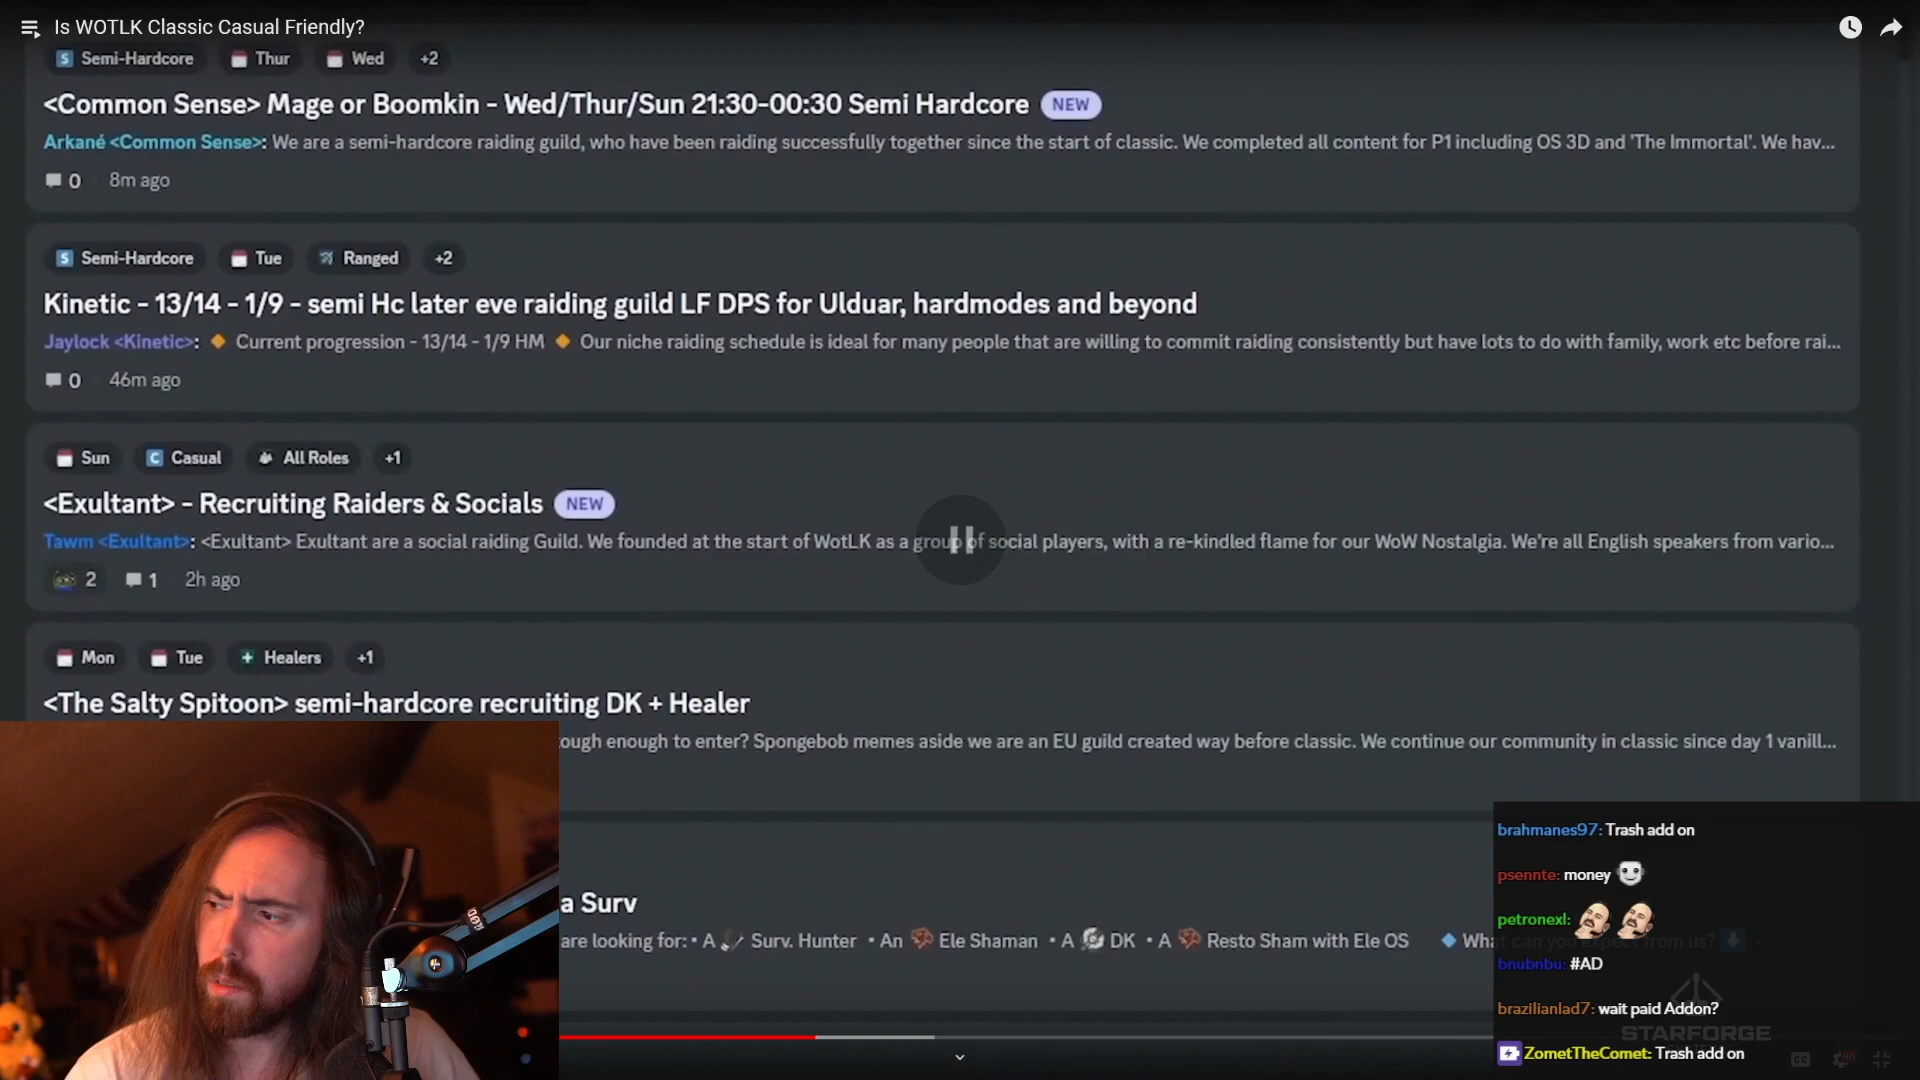 Is WOTLK Classic Casual Friendly?
Semi-Hardcore Thur Wed +2
<Common Sense> Mage or Boomkin - Wed/Thur/Sun 21:30-00:30 Semi Hardcore NEW
Arkané <Common Sense>: We are a semi-hardcore raiding guild, who have been raiding successfully together since the start of classic. We completed all content for P1 including OS 3D and 'The Immortal'. We hav...
0 8m ago
Semi-Hardcore Tue Ranged +2
Kinetic - 13/14 - 1/9 - semi Hc later eve raiding guild LF DPS for Ulduar, hardmodes and beyond
Jaylock <Kinetic>: 🔶 Current progression - 13/14 - 1/9 HM 🔶 Our niche raiding schedule is ideal for many people that are willing to commit raiding consistently but have lots to do with family, work etc before rai...
0 46m ago
Sun Casual All Roles +1
<Exultant> - Recruiting Raiders & Socials NEW
Tawm <Exultant>: <Exultant> Exultant are a social raiding Guild. We founded at the start of WotLK as a group of social players, with a re-kindled flame for our WoW Nostalgia. We're all English speakers from vario...
2 1 2h ago
Mon Tue Healers +1
<The Salty Spitoon> semi-hardcore recruiting DK + Healer
ough enough to enter? Spongebob memes aside we are an EU guild created way before classic. We continue our community in classic since day 1 vanill...
a Surv
are looking for: • A Surv. Hunter • An Ele Shaman • A DK • A Resto Sham with Ele OS 🔷 What can you expect from us?
brahmanes97: Trash add on
psennte: money
petronexl:
bnubnbu: #AD
brazilianlad7: wait paid Addon?
STARFORGE
ZometTheComet: Trash add on